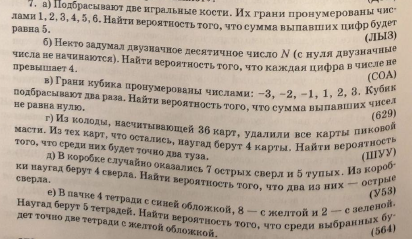 7. а) Подбрасывают две игральные кости. Их грани пронумерованы чис-
лами 1, 2, 3, 4, 5, 6. Найти вероятность того, что сумма выпавших цифр будет
равна 5.
(ЛЫЗ)
б) Некто задумал двузначное десятичное число N (с нуля двузначные
числа не начинаются). Найти вероятность того, что каждая цифра в числе не
превышает 4.
(СОА)
в) Грани кубика пронумерованы числами: −3, −2, −1, 1, 2, 3. Кубик
подбрасывают два раза. Найти вероятность того, что сумма выпавших чисел
не равна нулю.
(629)
г) Из колоды, насчитывающей 36 карт, удалили все карты пиковой
масти. Из тех карт, что остались, наугад берут 4 карты. Найти вероятность
того, что среди них будет точно два туза.
(ШУУ)
д) В коробке случайно оказались 7 острых сверл и 5 тупых. Из короб-
ки наугад берут 4 сверла. Найти вероятность того, что два из них — острые
сверла.
(У53)
е) В пачке 4 тетради с синей обложкой, 8 — с желтой и 2 — с зеленой.
Наугад берут 5 тетрадей. Найти вероятность того, что среди выбранных бу-
дет точно две тетради с желтой обложкой.
(564)